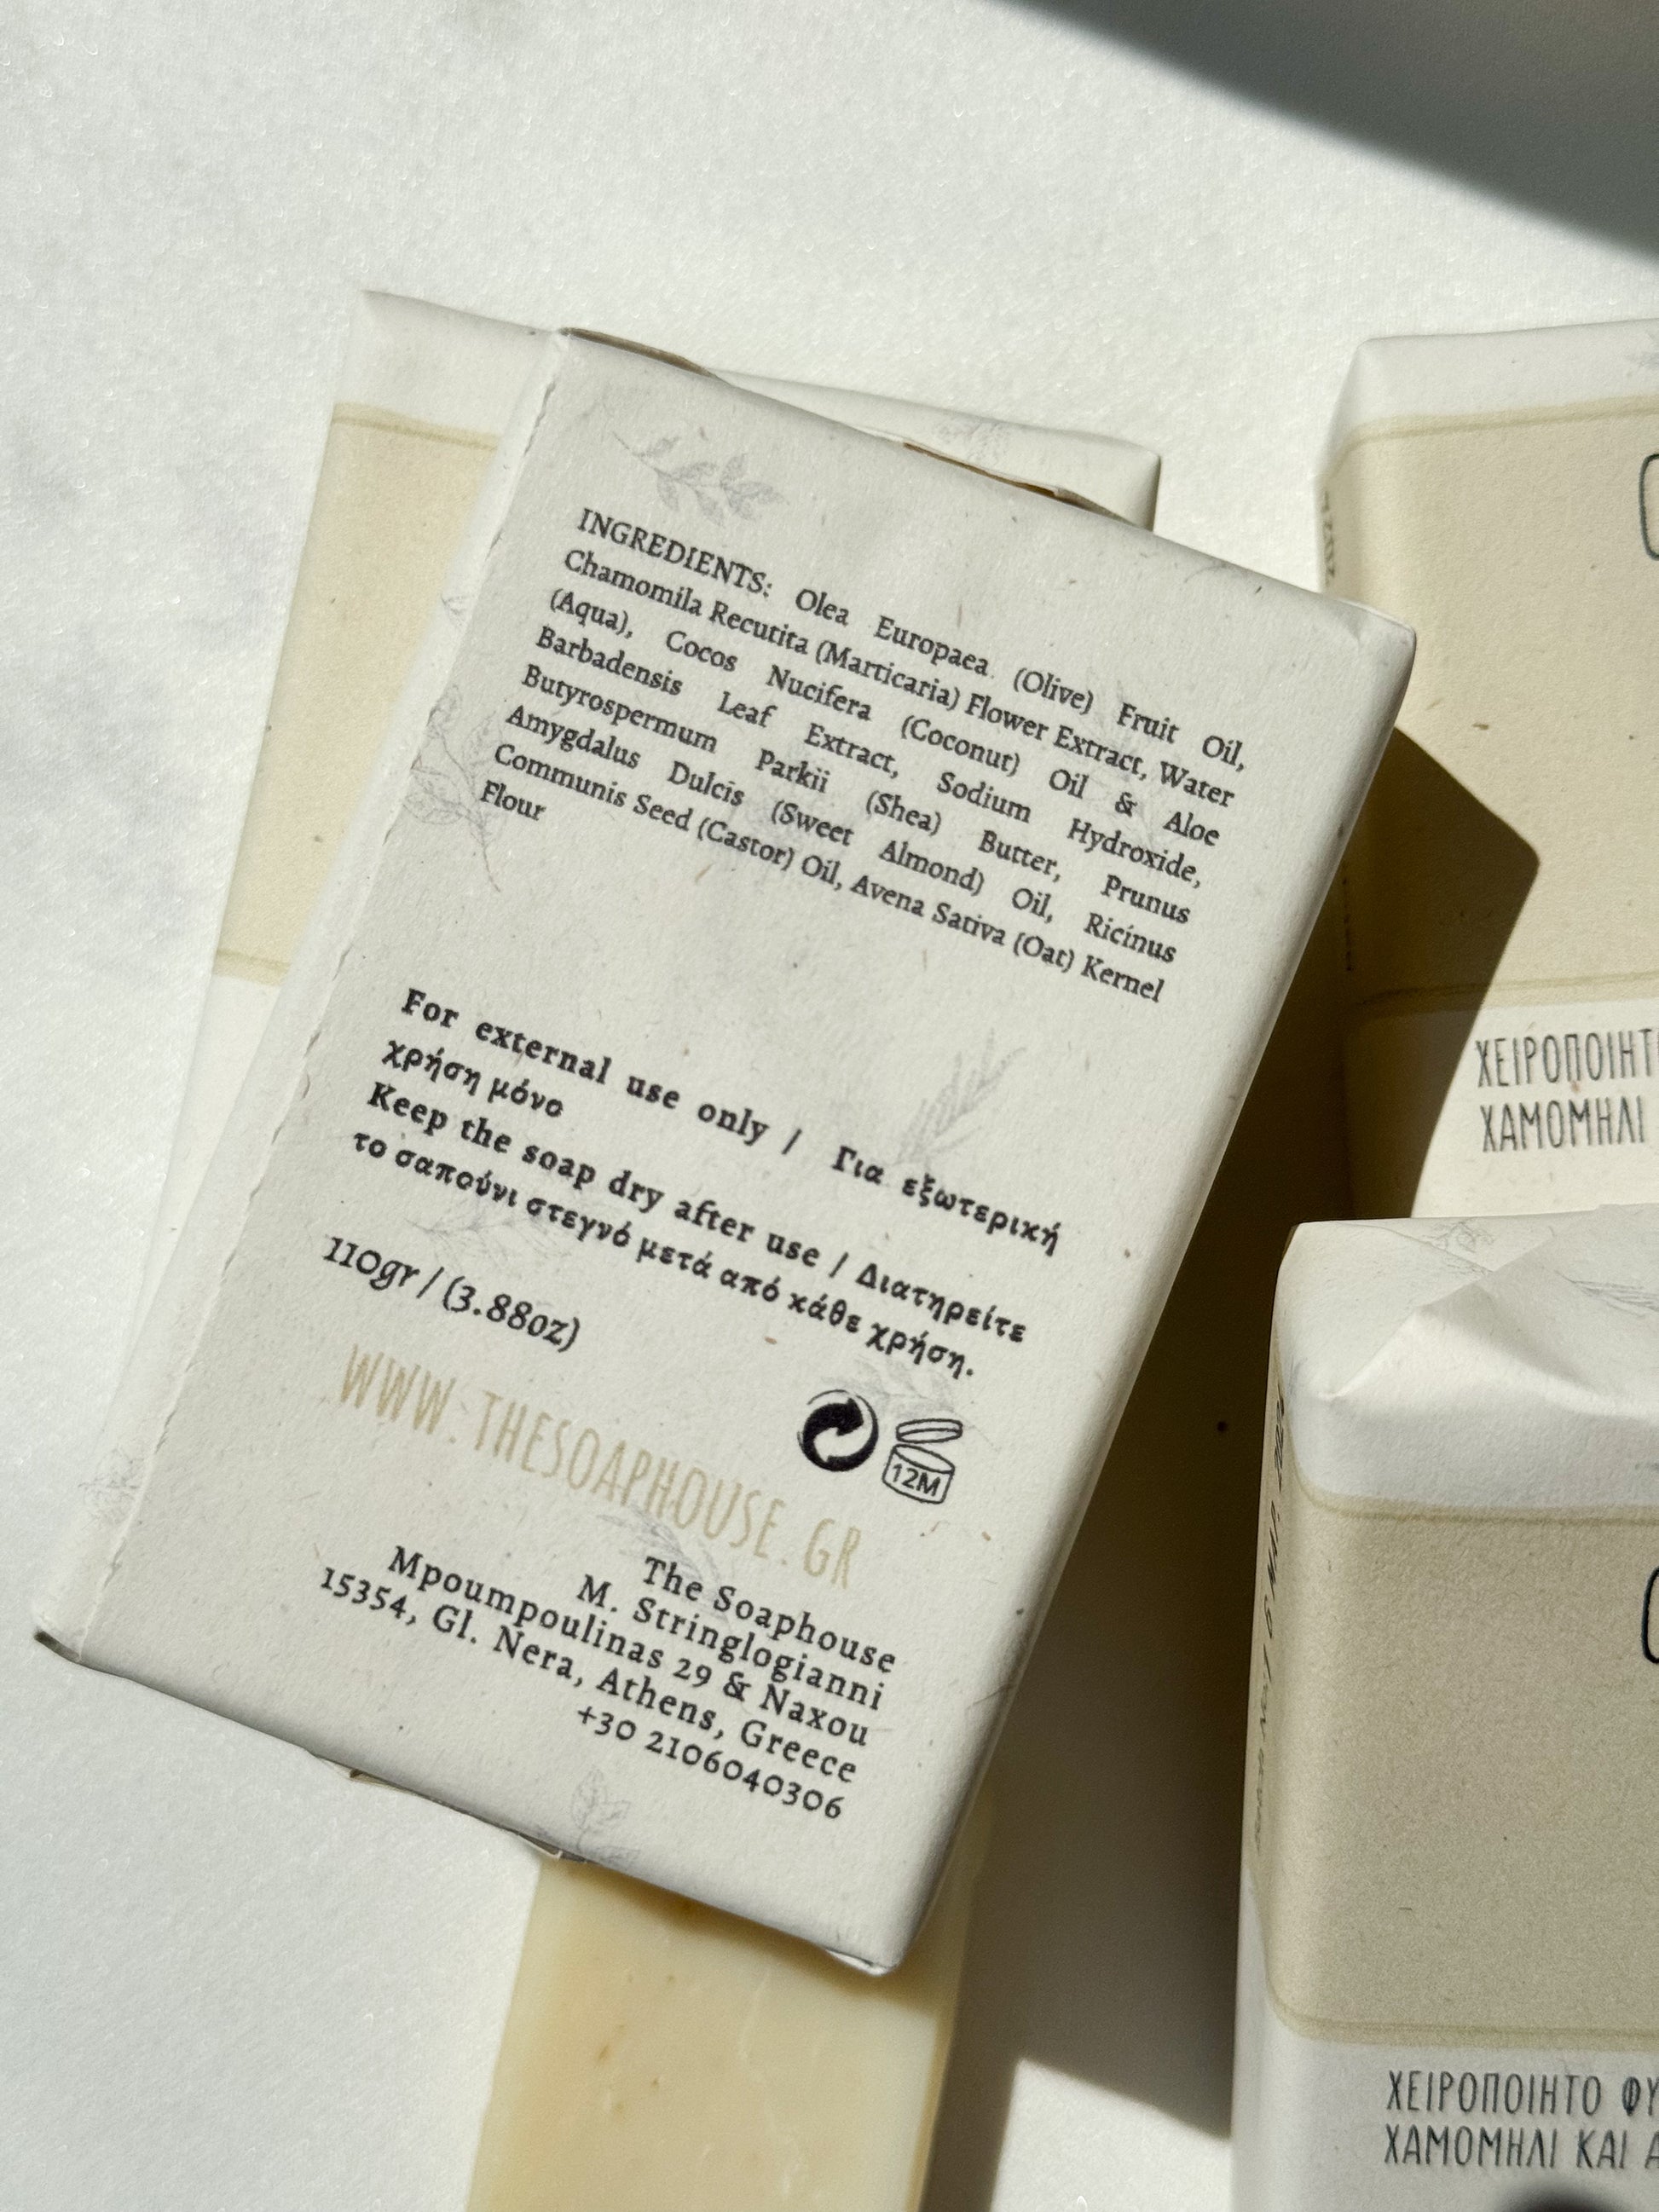 INGREDIENTS: Olea Europaea (Olive) Fruit Oil,
Chamomila Recutita (Marticaria) Flower Extract, Water
(Aqua), Cocos Nucifera (Coconut) Oil & Aloe
Barbadensis Leaf Extract, Sodium Hydroxide,
Butyrospermum Parkii (Shea) Butter, Prunus
Amygdalus Dulcis (Sweet Almond) Oil, Ricinus
Communis Seed (Castor) Oil, Avena Sativa (Oat) Kernel
Flour
For external use only / Για εξωτερική
χρήση μόνο
Keep the soap dry after use / Διατηρείτε
το σαπούνι στεγνό μετά από κάθε χρήση.
110gr / (3.88oz)
12M
WWW.THESOAPHOUSE.GR
The Soaphouse
M. Stringlogianni
Mpoumpoulinas 29 & Naxou
15354, Gl. Nera, Athens, Greece
+30 2106040306
ΧΕΙΡΟΠΟΙΗΤ
ΧΑΜΟΜΗΛΙ
ΧΕΙΡΟΠΟΙΗΤΟ ΦΥ
ΧΑΜΟΜΗΛΙ ΚΑΙ Α